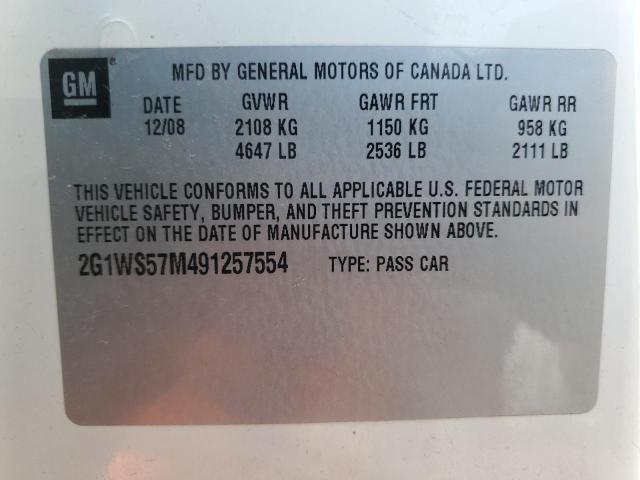 GM ®
MFD BY GENERAL MOTORS OF CANADA LTD.
DATE GVWR GAWR FRT GAWR RR
12/08 2108 KG 1150 KG 958 KG
4647 LB 2536 LB 2111 LB
THIS VEHICLE CONFORMS TO ALL APPLICABLE U.S. FEDERAL MOTOR
VEHICLE SAFETY, BUMPER, AND THEFT PREVENTION STANDARDS IN
EFFECT ON THE DATE OF MANUFACTURE SHOWN ABOVE.
2G1WS57M491257554 TYPE: PASS CAR